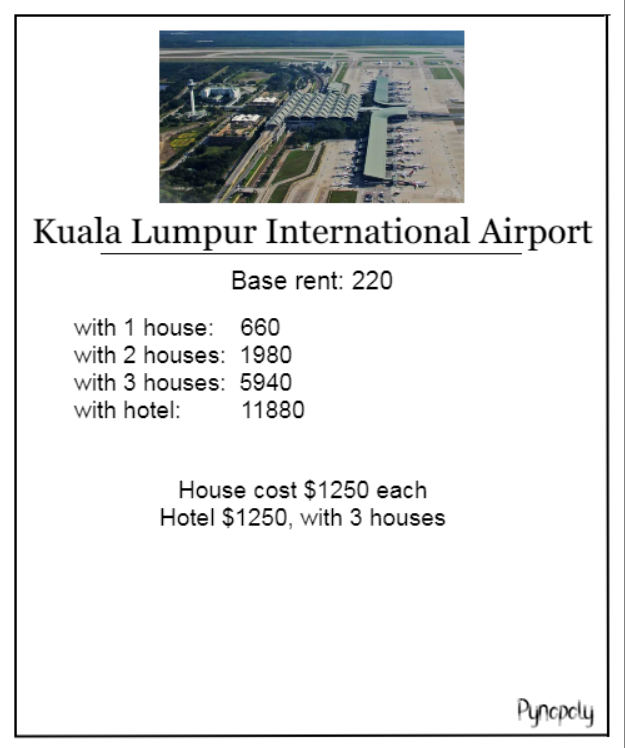 Kuala Lumpur International Airport
Base rent: 220
with 1 house: 660
with 2 houses: 1980
with 3 houses: 5940
with hotel: 11880
House cost $1250 each
Hotel $1250, with 3 houses
Pynopoly